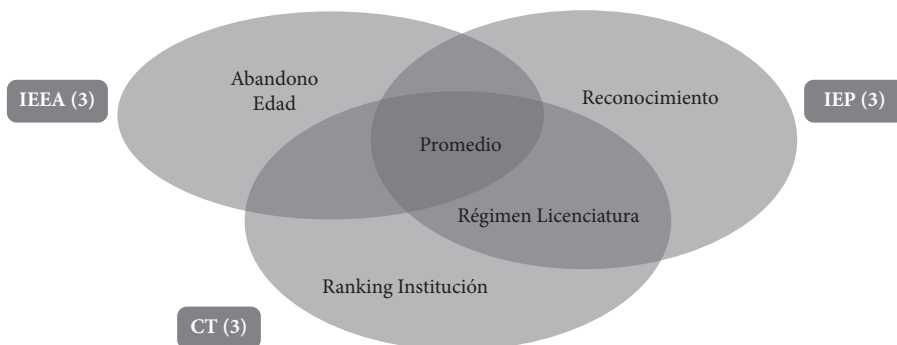 Abandono
Edad
IEEA (3)
Reconocimiento
IEP (3)
Promedio
Régimen Licenciatura
Ranking Institución
CT (3)